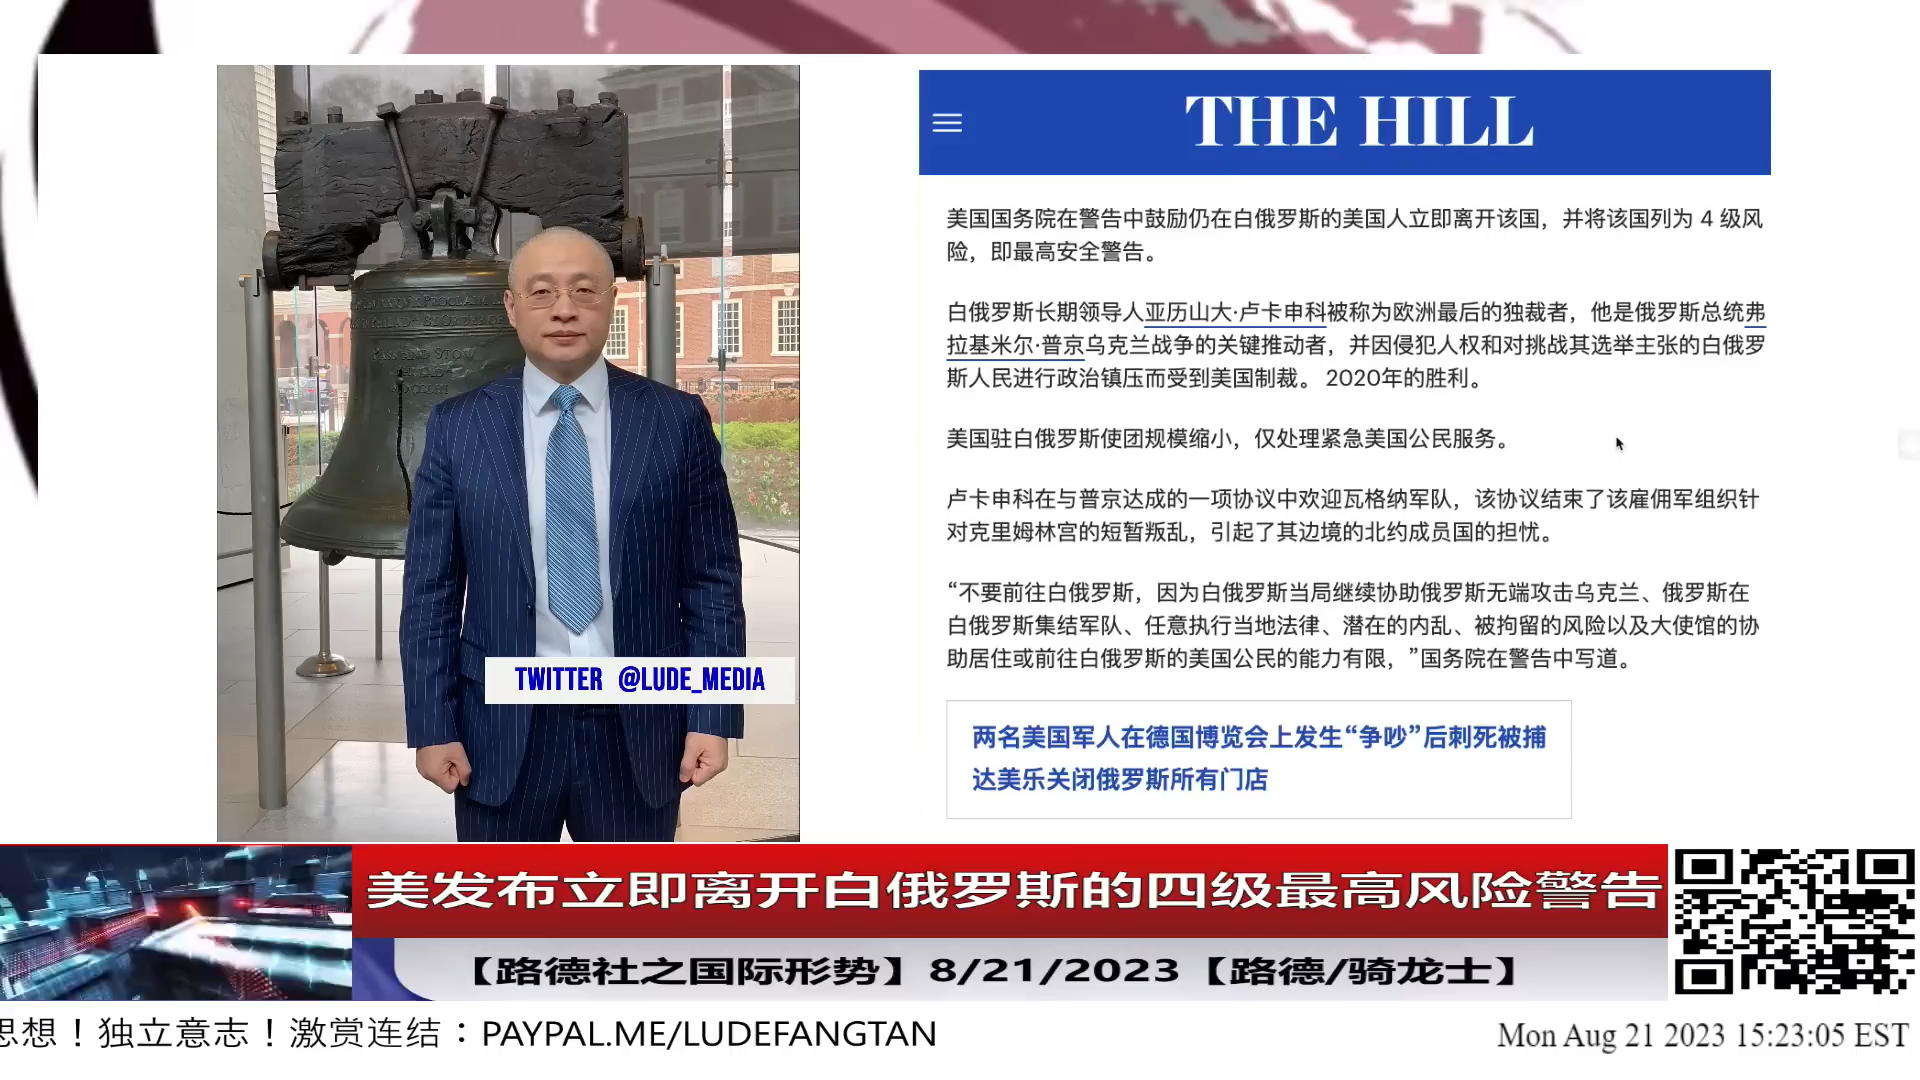 THE HILL
美国国务院在警告中鼓励仍在白俄罗斯的美国人立即离开该国，并将该国列为 4 级风
险，即最高安全警告。
白俄罗斯长期领导人亚历山大·卢卡申科被称为欧洲最后的独裁者，他是俄罗斯总统弗
拉基米尔·普京乌克兰战争的关键推动者，并因侵犯人权和对挑战其选举主张的白俄罗
斯人民进行政治镇压而受到美国制裁。 2020年的胜利。
美国驻白俄罗斯使团规模缩小，仅处理紧急美国公民服务。
卢卡申科在与普京达成的一项协议中欢迎瓦格纳军队，该协议结束了该雇佣军组织针
对克里姆林宫的短暂叛乱，引起了其边境的北约成员国的担忧。
“不要前往白俄罗斯，因为白俄罗斯当局继续协助俄罗斯无端攻击乌克兰、俄罗斯在
白俄罗斯集结军队、任意执行当地法律、潜在的内乱、被拘留的风险以及大使馆的协
助居住或前往白俄罗斯的美国公民的能力有限，”国务院在警告中写道。
两名美国军人在德国博览会上发生“争吵”后刺死被捕
达美乐关闭俄罗斯所有门店
PASS AND STOW
TWITTER @LUDE_MEDIA
美发布立即离开白俄罗斯的四级最高风险警告
【路德社之国际形势】8/21/2023【路德/骑龙士】
思想！独立意志！激赏连结：PAYPAL.ME/LUDEFANGTAN
Mon Aug 21 2023 15:23:05 EST